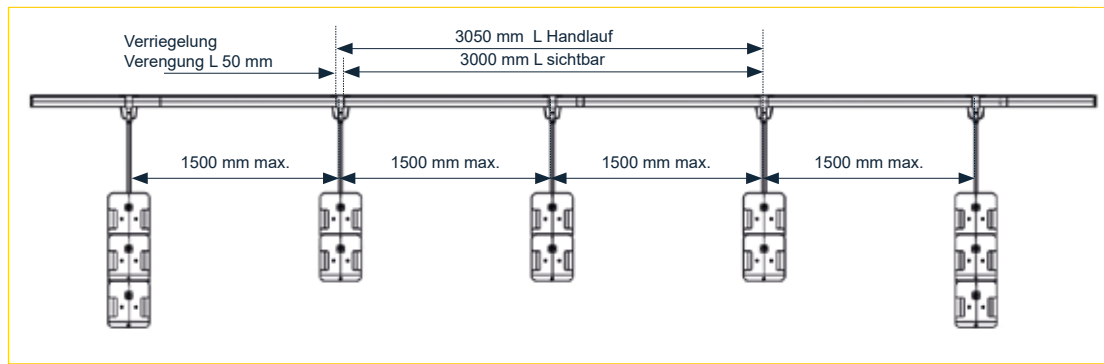 3050 mm  L Handlauf
Verriegelung
3000 mm L sichtbar
Verengung L 50 mm
1500 mm max.
1500 mm max.
1500 mm max.
1500 mm max.